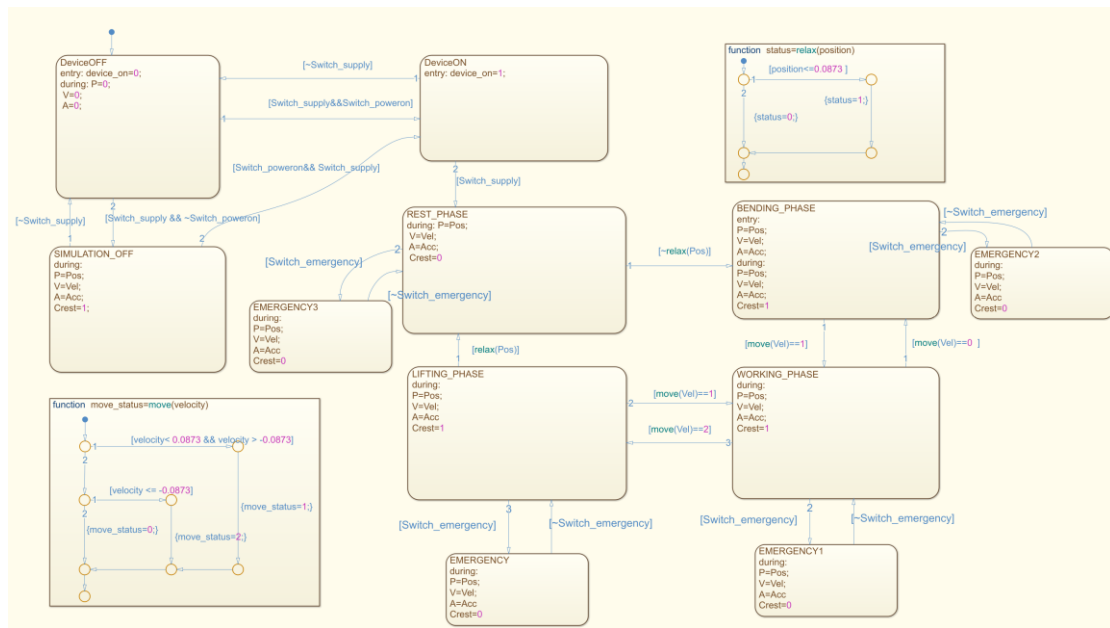 DeviceOFF
entry: device_on=0;
during: P=0;
V=0;
A=0;
[~Switch_supply]
1
[Switch_supply&&Switch_poweron]
1
DeviceON
entry: device_on=1;
[Switch_poweron&& Switch_supply]
2
[Switch_supply]
function status=relax(position)
[position<=0.0873 ]
1
2
{status=1;}
{status=0;}
[~Switch_supply]
1
2
[Switch_supply && ~Switch_poweron]
2
SIMULATION_OFF
during:
P=Pos;
V=Vel;
A=Acc;
Crest=1;
REST_PHASE
during: P=Pos;
V=Vel;
A=Acc;
Crest=0
2
[Switch_emergency]
[~Switch_emergency]
1
[~relax(Pos)]
EMERGENCY3
during:
P=Pos;
V=Vel;
A=Acc
Crest=0
BENDING_PHASE
entry:
P=Pos;
V=Vel;
A=Acc;
during:
P=Pos;
V=Vel;
A=Acc;
Crest=1
[~Switch_emergency]
2
[Switch_emergency]
EMERGENCY2
during:
P=Pos;
V=Vel;
A=Acc
Crest=0
1
[move(Vel)==1]
[move(Vel)==0 ]
1
[relax(Pos)]
1
LIFTING_PHASE
during:
P=Pos;
V=Vel;
A=Acc
Crest=1
2
[move(Vel)==1]
[move(Vel)==2]
3
WORKING_PHASE
during:
P=Pos;
V=Vel;
A=Acc;
Crest=1
function move_status=move(velocity)
[velocity< 0.0873 && velocity > -0.0873]
1
2
[velocity <= -0.0873]
1
2
{move_status=1;}
{move_status=0;}
{move_status=2;}
3
[Switch_emergency]
[~Switch_emergency]
EMERGENCY
during:
P=Pos;
V=Vel;
A=Acc
Crest=0
2
[Switch_emergency]
[~Switch_emergency]
EMERGENCY1
during:
P=Pos;
V=Vel;
A=Acc
Crest=0